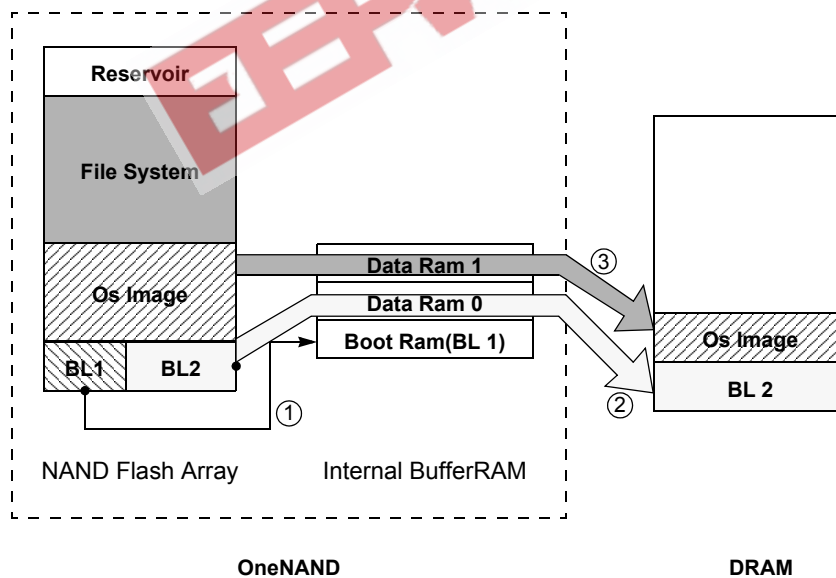 Reservoir
File System
Os Image
BL1
BL2
Data Ram 1
Data Ram 0
Boot Ram(BL 1)
①
②
③
Os Image
BL 2
NAND Flash Array
Internal BufferRAM
OneNAND
DRAM